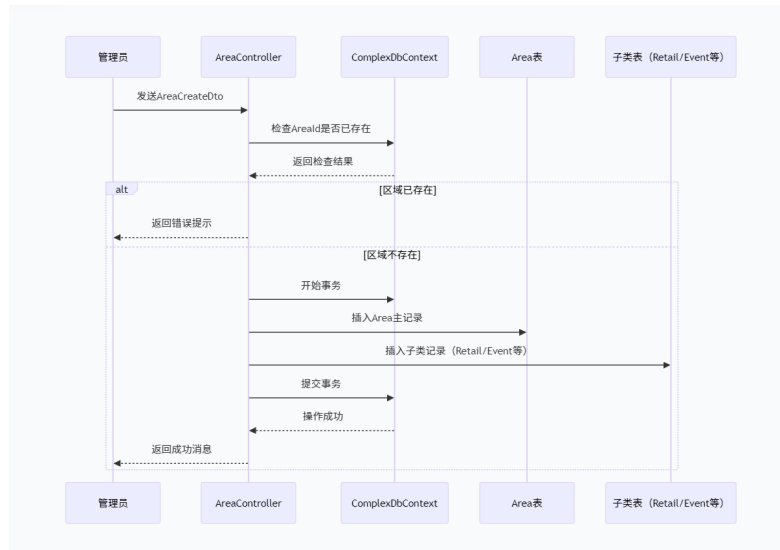 管理员 AreaController ComplexDbContext Area表 子类表（Retail/Event等）
发送AreaCreateDto
检查AreaId是否已存在
返回检查结果
alt [区域已存在]
返回错误提示
[区域不存在]
开始事务
插入Area主记录
插入子类记录（Retail/Event等）
提交事务
操作成功
返回成功消息
管理员 AreaController ComplexDbContext Area表 子类表（Retail/Event等）